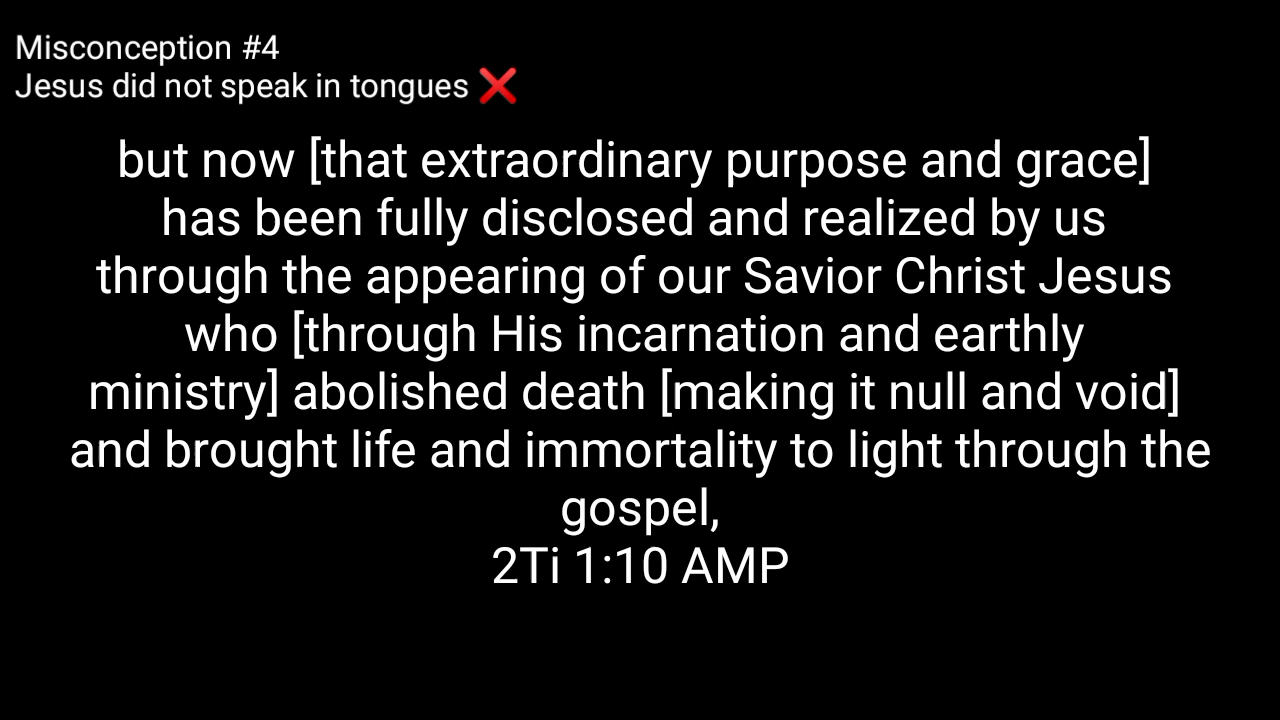 Misconception #4
Jesus did not speak in tongues ❌
but now [that extraordinary purpose and grace]
has been fully disclosed and realized by us
through the appearing of our Savior Christ Jesus
who [through His incarnation and earthly
ministry] abolished death [making it null and void]
and brought life and immortality to light through the
gospel,
2Ti 1:10 AMP